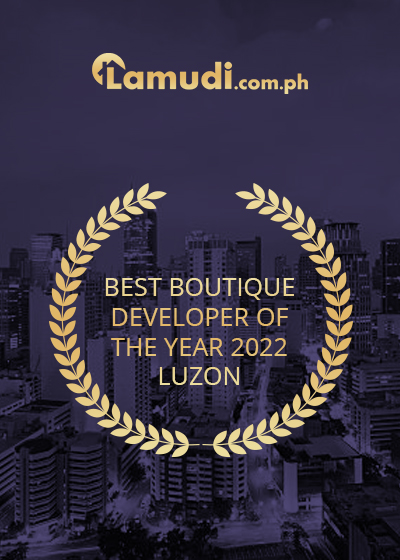 Lamudi.com.ph
BEST BOUTIQUE
DEVELOPER OF
THE YEAR 2022
LUZON